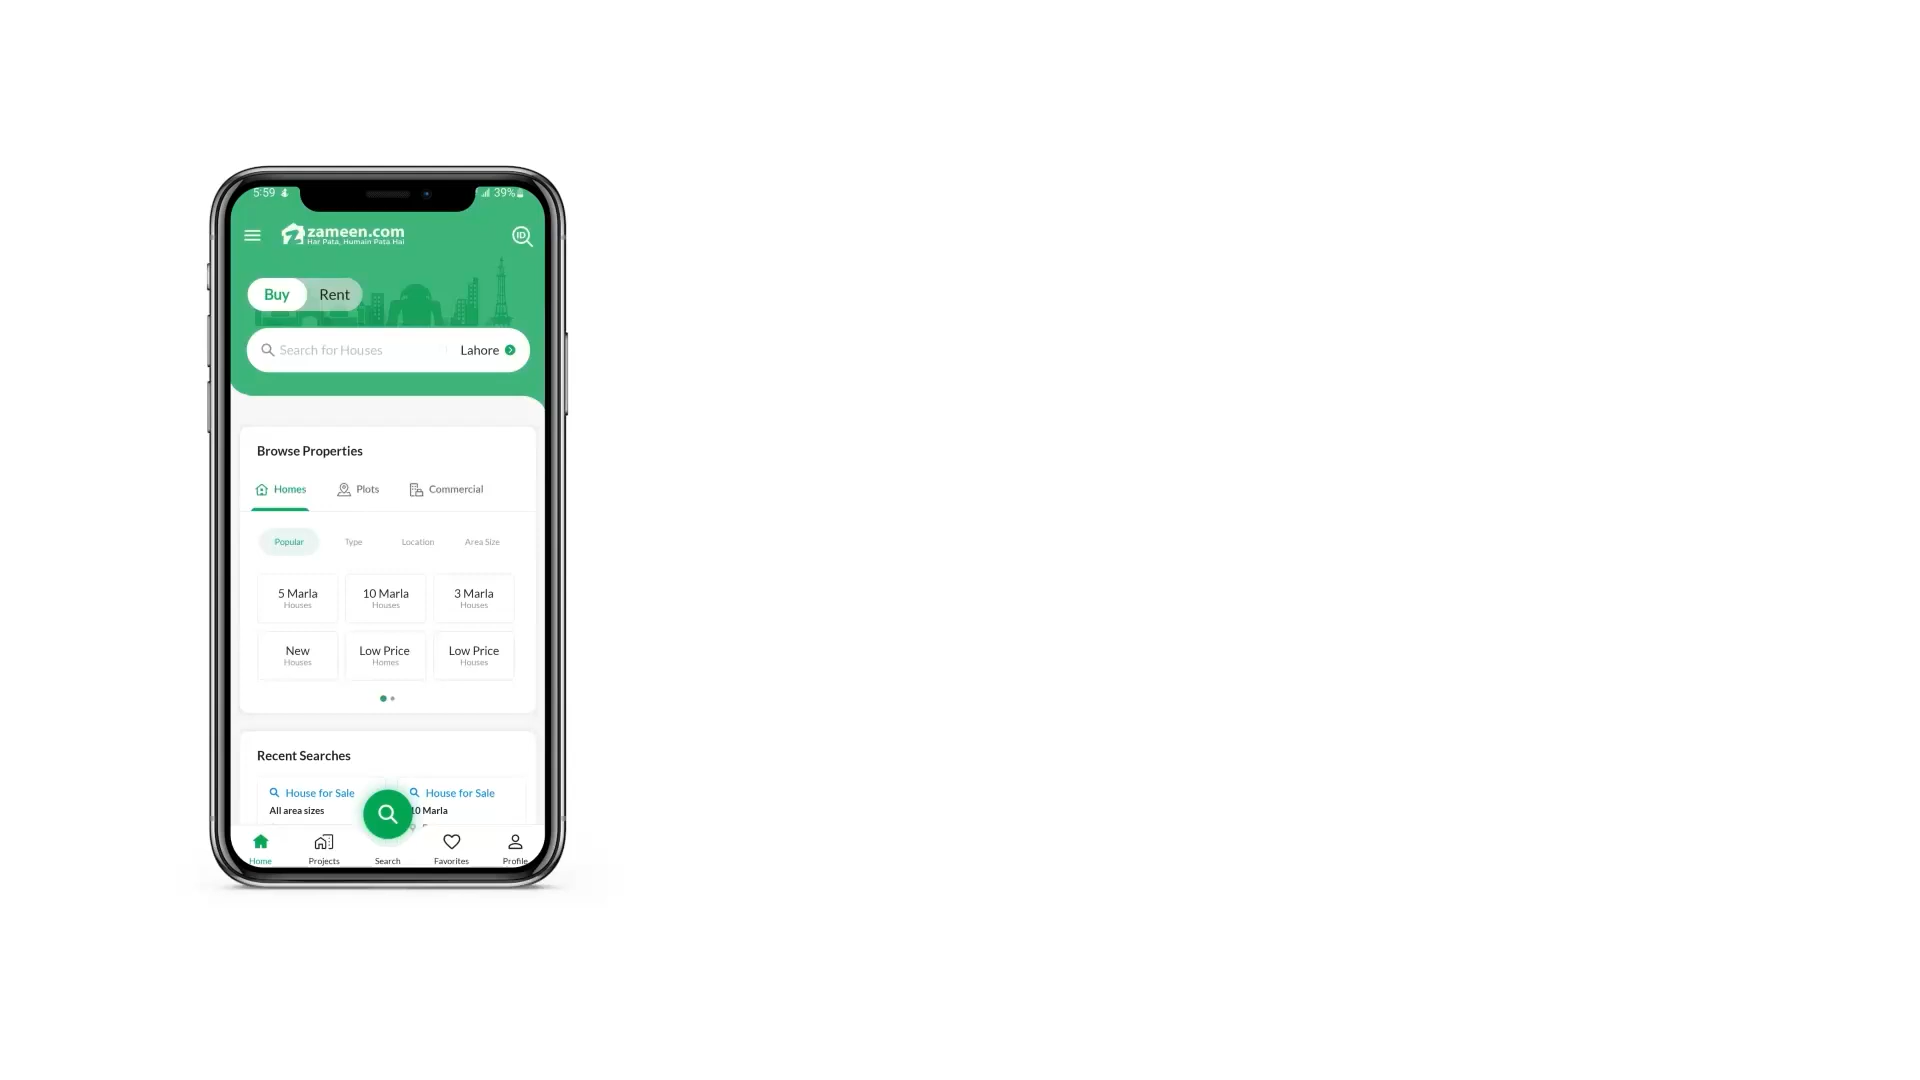 5:59 39%
zameen.com
Har Pata, Humain Pata Hai
ID
Buy Rent
Search for Houses Lahore
Browse Properties
Homes Plots Commercial
Popular Type Location Area Size
5 Marla 10 Marla 3 Marla
Houses Houses Houses
New Low Price Low Price
Houses Homes Houses
Recent Searches
House for Sale House for Sale
All area sizes 10 Marla
Home Projects Search Favorites Profile